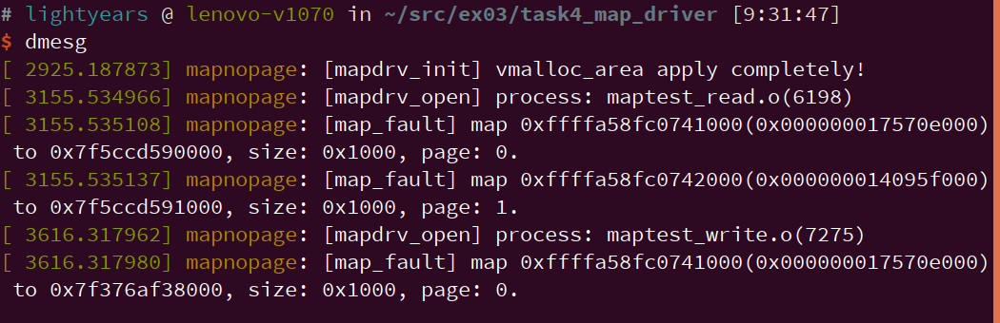 # lightyears @ lenovo-v1070 in ~/src/ex03/task4_map_driver [9:31:47]
$ dmesg
[ 2925.187873] mapnopage: [mapdrv_init] vmalloc_area apply completely!
[ 3155.534966] mapnopage: [mapdrv_open] process: maptest_read.o(6198)
[ 3155.535108] mapnopage: [map_fault] map 0xffffa58fc0741000(0x000000017570e000)
 to 0x7f5ccd590000, size: 0x1000, page: 0.
[ 3155.535137] mapnopage: [map_fault] map 0xffffa58fc0742000(0x000000014095f000)
 to 0x7f5ccd591000, size: 0x1000, page: 1.
[ 3616.317962] mapnopage: [mapdrv_open] process: maptest_write.o(7275)
[ 3616.317980] mapnopage: [map_fault] map 0xffffa58fc0741000(0x000000017570e000)
 to 0x7f376af38000, size: 0x1000, page: 0.